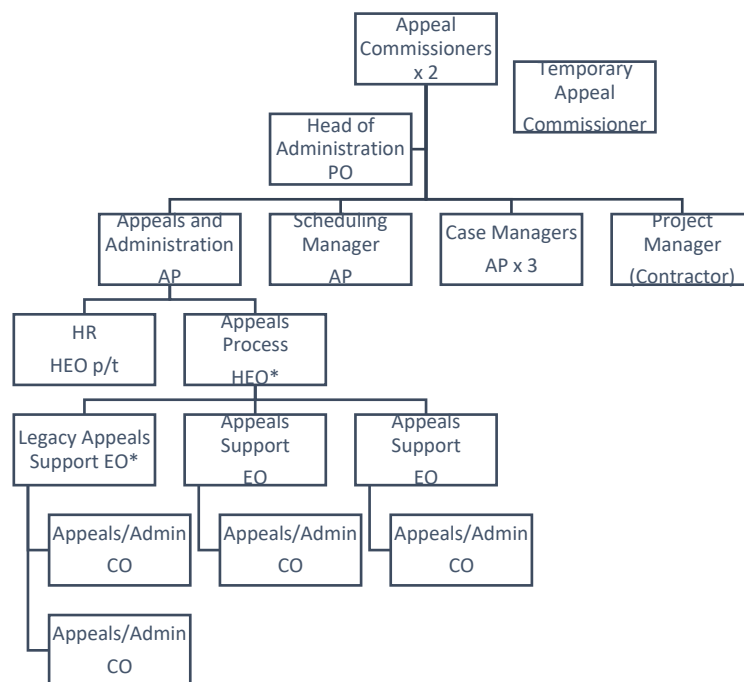 Appeal
Commissioners
x 2
Temporary
Appeal
Commissioner
Head of
Administration
PO
Appeals and
Administration
AP
Scheduling
Manager
AP
Case Managers
AP x 3
Project
Manager
(Contractor)
HR
HEO p/t
Appeals
Process
HEO*
Legacy Appeals
Support EO*
Appeals
Support
EO
Appeals
Support
EO
Appeals/Admin
CO
Appeals/Admin
CO
Appeals/Admin
CO
Appeals/Admin
CO